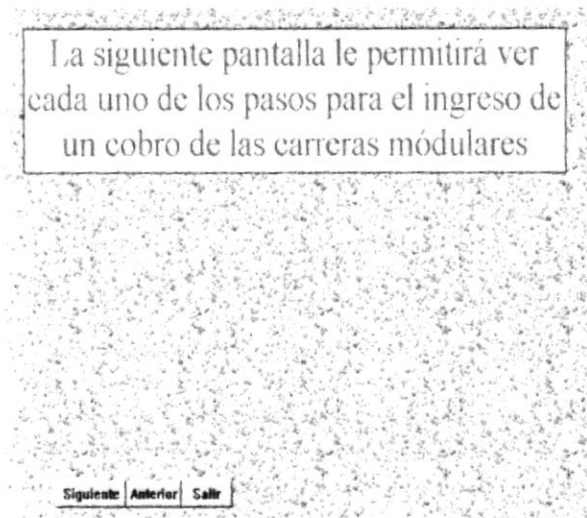 La siguiente pantalla le permitirá ver
cada uno de los pasos para el ingreso de
un cobro de las carreras módulares
Siguiente Anterior Salir